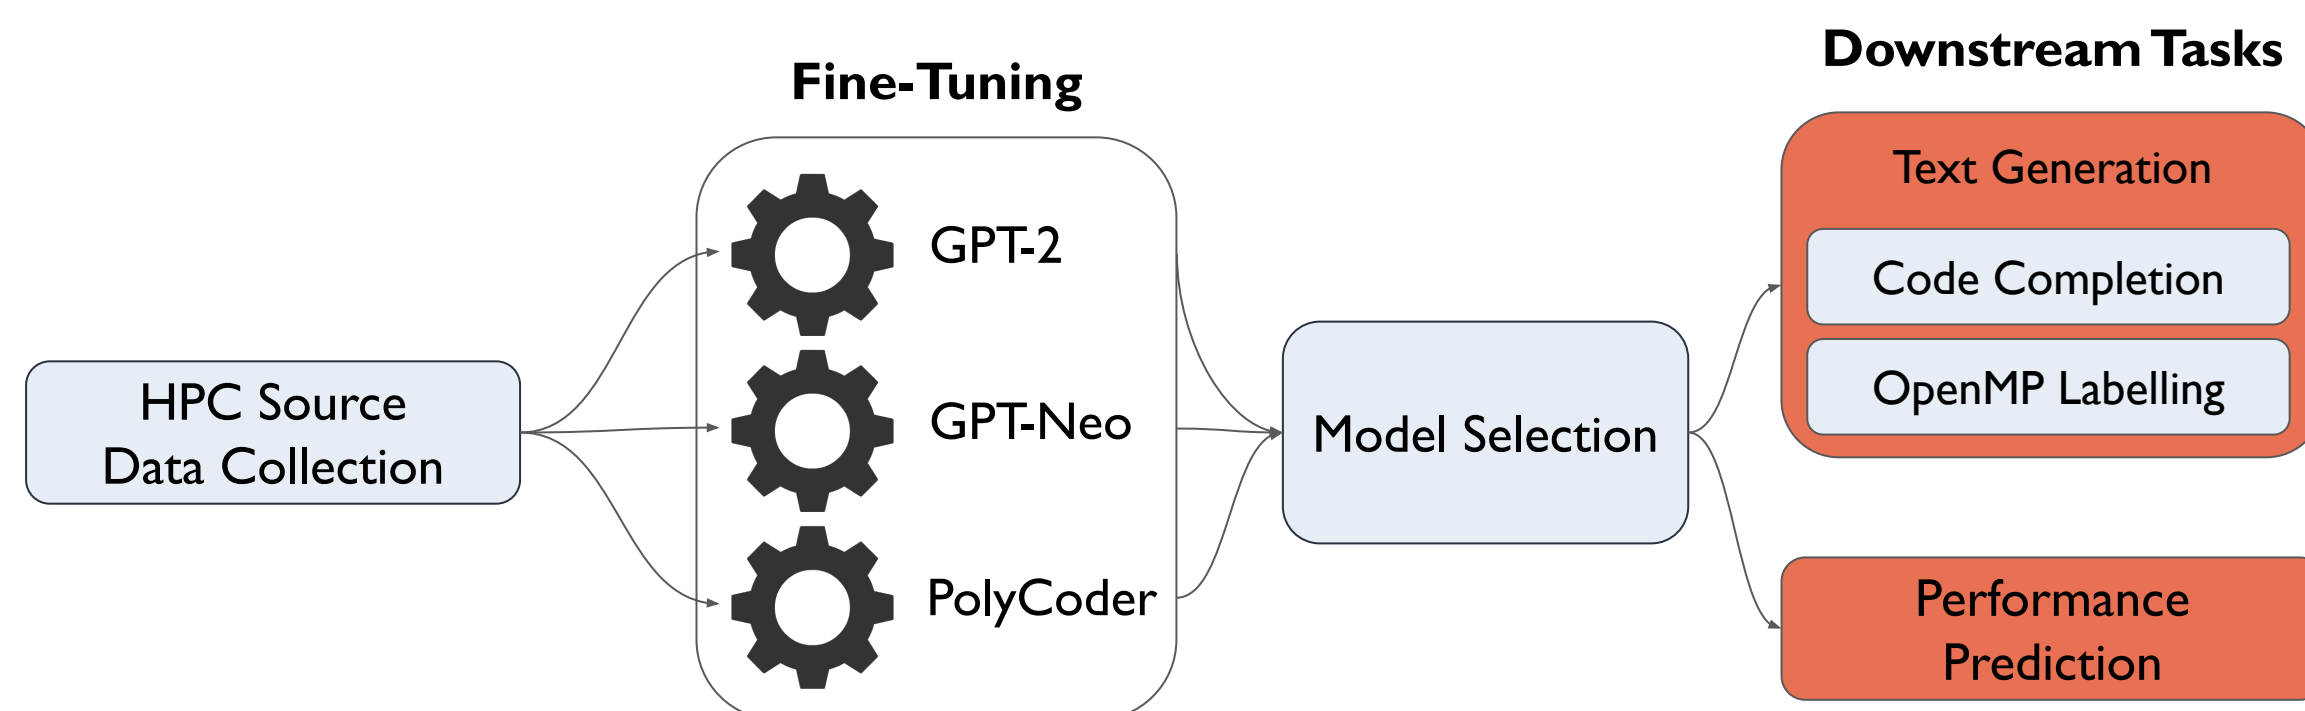 Fine-Tuning
Downstream Tasks
HPC Source
Data Collection
GPT-2
GPT-Neo
PolyCoder
Model Selection
Text Generation
Code Completion
OpenMP Labelling
Performance
Prediction